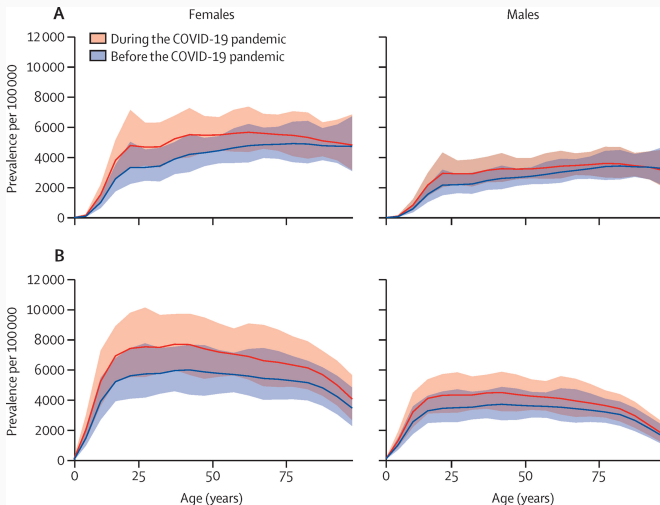 A
Females
Males
During the COVID-19 pandemic
Before the COVID-19 pandemic
12 000
10 000
8000
6000
4000
2000
0
Prevalence per 100 000
B
12 000
10 000
8000
6000
4000
2000
0
Prevalence per 100 000
0 25 50 75
Age (years)
0 25 50 75
Age (years)